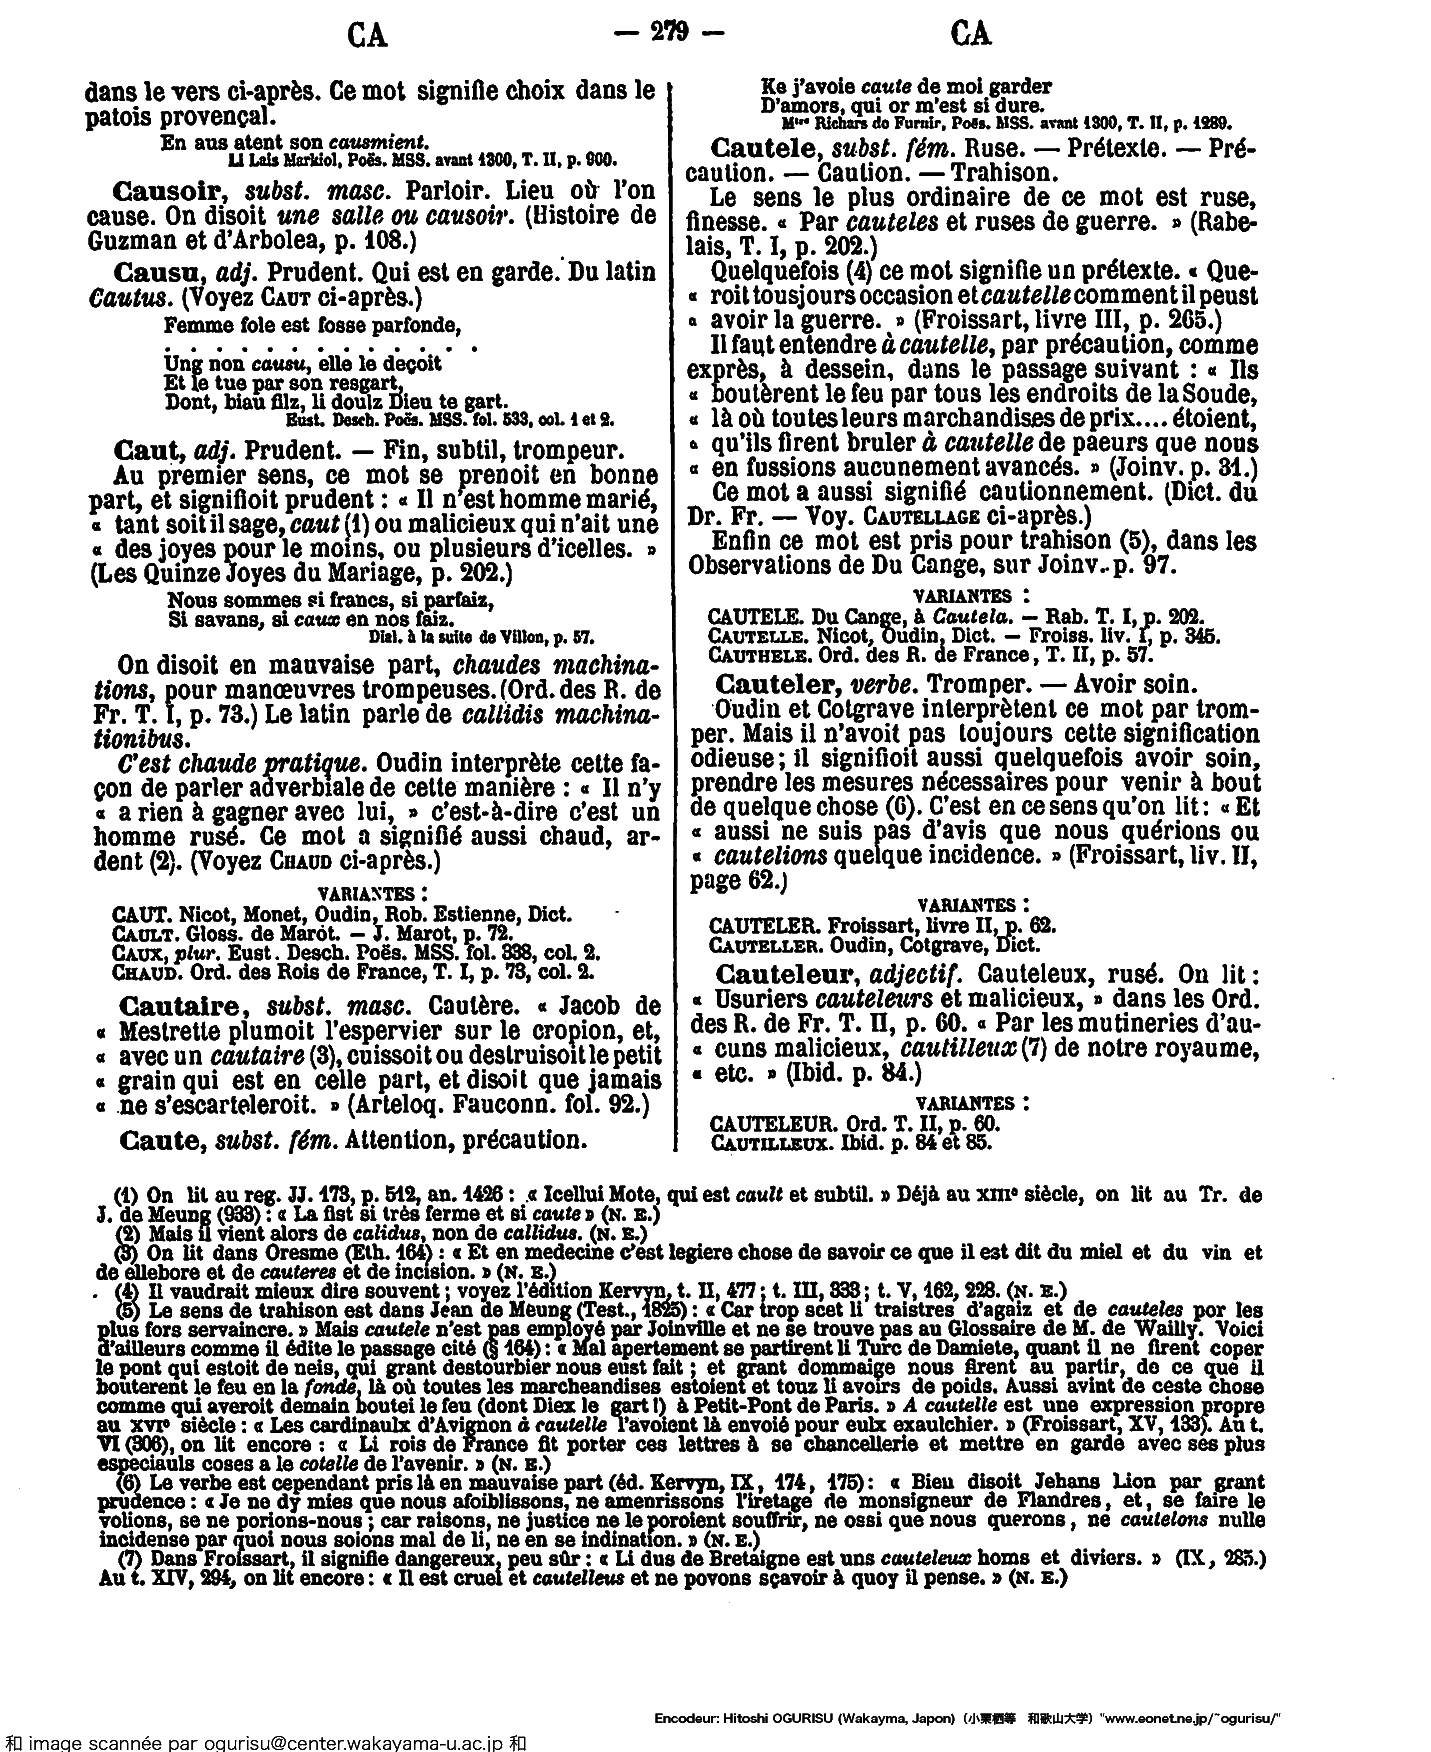 CA — 279 — CA
dans le vers ci-après. Ce mot signifie choix dans le
patois provençal.
En aus atent son causmient.
Li Lais Markiol, Poës. MSS. avant 1300, T. II, p. 900.
Causoir, subst. masc. Parloir. Lieu où l'on
cause. On disoit une salle ou causoir. (Histoire de
Guzman et d'Arbolea, p. 108.)
Causu, adj. Prudent. Qui est en garde. Du latin
Cautus. (Voyez CAUT ci-après.)
Femme fole est fosse parfonde,
. . . . . . . . . . . . . .
Ung non causu, elle le deçoit
Et le tue par son resgart,
Dont, biau filz, li doulz Dieu te gart.
Eust. Desch. Poës. MSS. fol. 533, col. 1 et 2.
Caut, adj. Prudent. — Fin, subtil, trompeur.
Au premier sens, ce mot se prenoit en bonne
part, et signifioit prudent : « Il n'est homme marié,
« tant soit il sage, caut (1) ou malicieux qui n'ait une
« des joyes pour le moins, ou plusieurs d'icelles. »
(Les Quinze Joyes du Mariage, p. 202.)
Nous sommes si francs, si parfaiz,
Si savans, si caux en nos faiz.
Dial. à la suite de Villon, p. 57.
On disoit en mauvaise part, chaudes machina-
tions, pour manœuvres trompeuses. (Ord. des R. de
Fr. T. I, p. 73.) Le latin parle de callidis machina-
tionibus.
C'est chaude pratique. Oudin interprète cette fa-
çon de parler adverbiale de cette manière : « Il n'y
« a rien à gagner avec lui, » c'est-à-dire c'est un
homme rusé. Ce mot a signifié aussi chaud, ar-
dent (2). (Voyez CHAUD ci-après.)
VARIANTES :
CAUT. Nicot, Monet, Oudin, Rob. Estienne, Dict.
CAULT. Gloss. de Marot. — J. Marot, p. 72.
CAUX, plur. Eust. Desch. Poës. MSS. fol. 338, col. 2.
CHAUD. Ord. des Rois de France, T. I, p. 73, col. 2.
Cautaire, subst. masc. Cautère. « Jacob de
« Mestrette plumoit l'espervier sur le cropion, et,
« avec un cautaire (3), cuissoit ou destruisoit le petit
« grain qui est en celle part, et disoit que jamais
« ne s'escarteleroit. » (Arteloq. Fauconn. fol. 92.)
Caute, subst. fém. Attention, précaution.
Ke j'avoie caute de moi garder
D'amors, qui or m'est si dure.
Mtre Richars de Furnir, Poës. MSS. avant 1300, T. II, p. 1289.
Cautele, subst. fém. Ruse. — Prétexte. — Pré-
caution. — Caution. — Trahison.
Le sens le plus ordinaire de ce mot est ruse,
finesse. « Par cauteles et ruses de guerre. » (Rabe-
lais, T. I, p. 202.)
Quelquefois (4) ce mot signifie un prétexte. « Que-
« roit tousjours occasion et cautelle comment il peust
« avoir la guerre. » (Froissart, livre III, p. 265.)
Il faut entendre à cautelle, par précaution, comme
exprès, à dessein, dans le passage suivant : « Ils
« boutèrent le feu par tous les endroits de la Soude,
« là où toutes leurs marchandises de prix.... étoient,
« qu'ils firent bruler à cautelle de paeurs que nous
« en fussions aucunement avancés. » (Joinv. p. 31.)
Ce mot a aussi signifié cautionnement. (Dict. du
Dr. Fr. — Voy. CAUTELLAGE ci-après.)
Enfin ce mot est pris pour trahison (5), dans les
Observations de Du Cange, sur Joinv. p. 97.
VARIANTES :
CAUTELE. Du Cange, à Cautela. — Rab. T. I, p. 202.
CAUTELLE. Nicot, Oudin, Dict. — Froiss. liv. I, p. 345.
CAUTHELE. Ord. des R. de France, T. II, p. 57.
Cauteler, verbe. Tromper. — Avoir soin.
Oudin et Cotgrave interprètent ce mot par trom-
per. Mais il n'avoit pas toujours cette signification
odieuse ; il signifioit aussi quelquefois avoir soin,
prendre les mesures nécessaires pour venir à bout
de quelque chose (6). C'est en ce sens qu'on lit : « Et
« aussi ne suis pas d'avis que nous quérions ou
« cautelions quelque incidence. » (Froissart, liv. II,
page 62.)
VARIANTES :
CAUTELER. Froissart, livre II, p. 62.
CAUTELLER. Oudin, Cotgrave, Dict.
Cauteleur, adjectif. Cauteleux, rusé. On lit :
« Usuriers cauteleurs et malicieux, » dans les Ord.
des R. de Fr. T. II, p. 60. « Par les mutineries d'au-
« cuns malicieux, cautilleux (7) de notre royaume,
« etc. » (Ibid. p. 84.)
VARIANTES :
CAUTELEUR. Ord. T. II, p. 60.
CAUTILLEUX. Ibid. p. 84 et 85.
(1) On lit au reg. JJ. 173, p. 512, an. 1426 : « Icellui Mote, qui est cault et subtil. » Déjà au XIIIe siècle, on lit au Tr. de
J. de Meung (933) : « La fist si très ferme et si caute » (N. E.)
(2) Mais il vient alors de calidus, non de callidus. (N. E.)
(3) On lit dans Oresme (Eth. 164) : « Et en medecine c'est legiere chose de savoir ce que il est dit du miel et du vin et
de ellebore et de cauteres et de incision. » (N. E.)
(4) Il vaudrait mieux dire souvent ; voyez l'édition Kervyn, t. II, 477 ; t. III, 333 ; t. V, 162, 228. (N. E.)
(5) Le sens de trahison est dans Jean de Meung (Test., 1825) : « Car trop scet li traistres d'agaiz et de cauteles por les
plus fors servaincre. » Mais cautele n'est pas employé par Joinville et ne se trouve pas au Glossaire de M. de Wailly. Voici
d'ailleurs comme il édite le passage cité (§ 164) : « Mal apertement se partirent li Turc de Damiete, quant il ne firent coper
le pont qui estoit de neis, qui grant destourbier nous eust fait ; et grant dommaige nous firent au partir, de ce que il
bouterent le feu en la fonde, là où toutes les marcheandises estoient et touz li avoirs de poids. Aussi avint de ceste chose
comme qui averoit demain boutei le feu (dont Diex le gart !) à Petit-Pont de Paris. » A cautelle est une expression propre
au XVIe siècle : « Les cardinaulx d'Avignon à cautelle l'avoient là envoié pour eulx exaulchier. » (Froissart, XV, 133). Au t.
VI (306), on lit encore : « Li rois de France fit porter ces lettres à se chancellerie et mettre en garde avec ses plus
especiauls coses a le cotelle de l'avenir. » (N. E.)
(6) Le verbe est cependant pris là en mauvaise part (éd. Kervyn, IX, 174, 175) : « Bieu disoit Jehans Lion par grant
prudence : « Je ne dy mies que nous afoiblissons, ne amenrissons l'iretage de monsigneur de Flandres, et, se faire le
volions, se ne porions-nous ; car raisons, ne justice ne le poroient souffrir, ne ossi que nous querons, ne cautelons nulle
incidense par quoi nous soions mal de li, ne en se indination. » (N. E.)
(7) Dans Froissart, il signifie dangereux, peu sûr : « Li dus de Bretaigne est uns cauteleux homs et diviers. » (IX, 285.)
Au t. XIV, 294, on lit encore : « Il est cruel et cautelleus et ne povons sçavoir à quoy il pense. » (N. E.)
Encodeur: Hitoshi OGURISU (Wakayma, Japon) (小栗栖等 和歌山大学) "www.eonet.ne.jp/~ogurisu/"
和 image scannée par ogurisu@center.wakayama-u.ac.jp 和